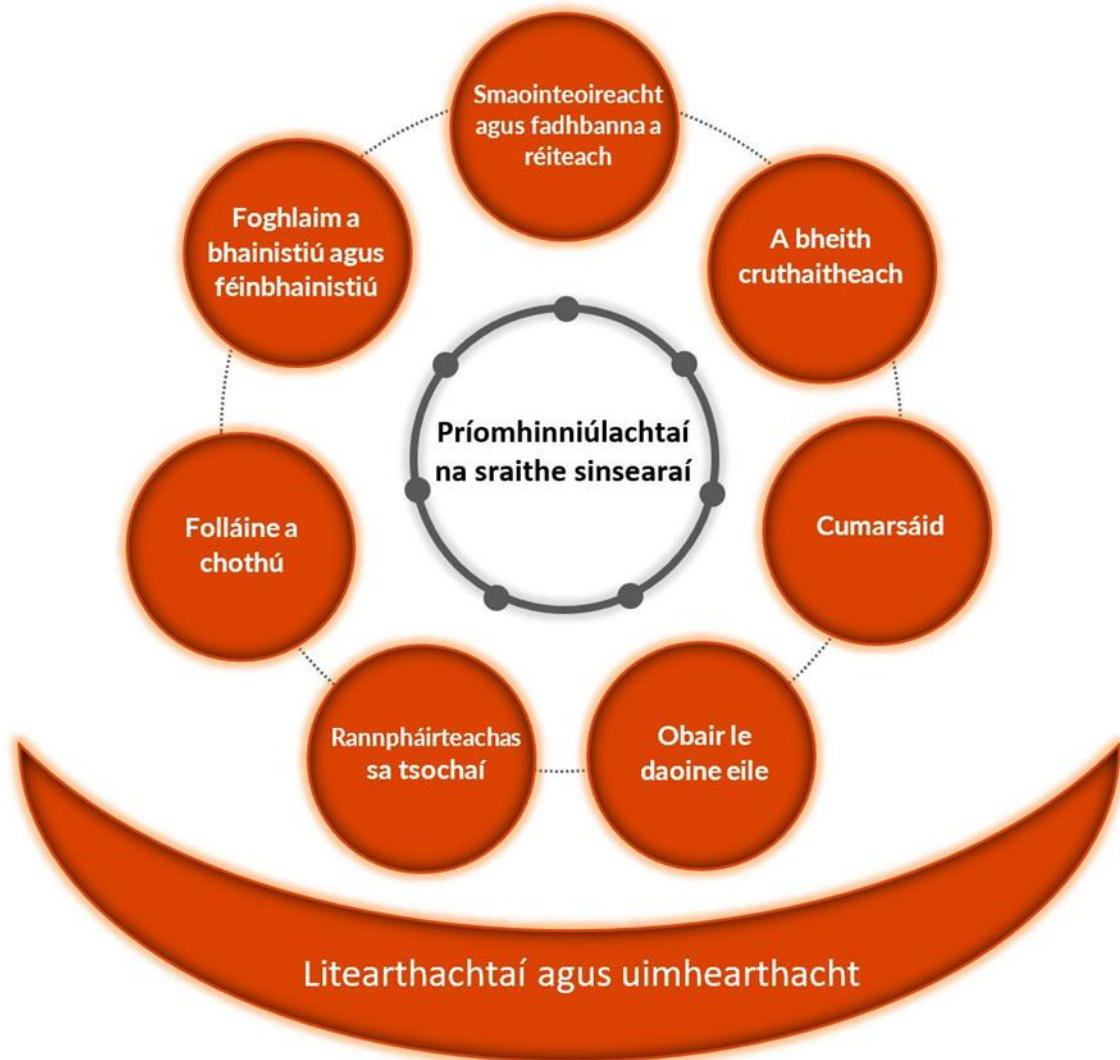 Smaointeoireacht
agus fadhbanna a
réiteach
A bheith
cruthaitheach
Cumarsáid
Obair le
daoine eile
Rannpháirteachas
sa tsochaí
Folláine a
chothú
Foghlaim a
bhainistiú agus
féinbhainistiú
Príomhinniúlachtaí
na sraithe sinsearaí
Litearthachtaí agus uimhearthacht